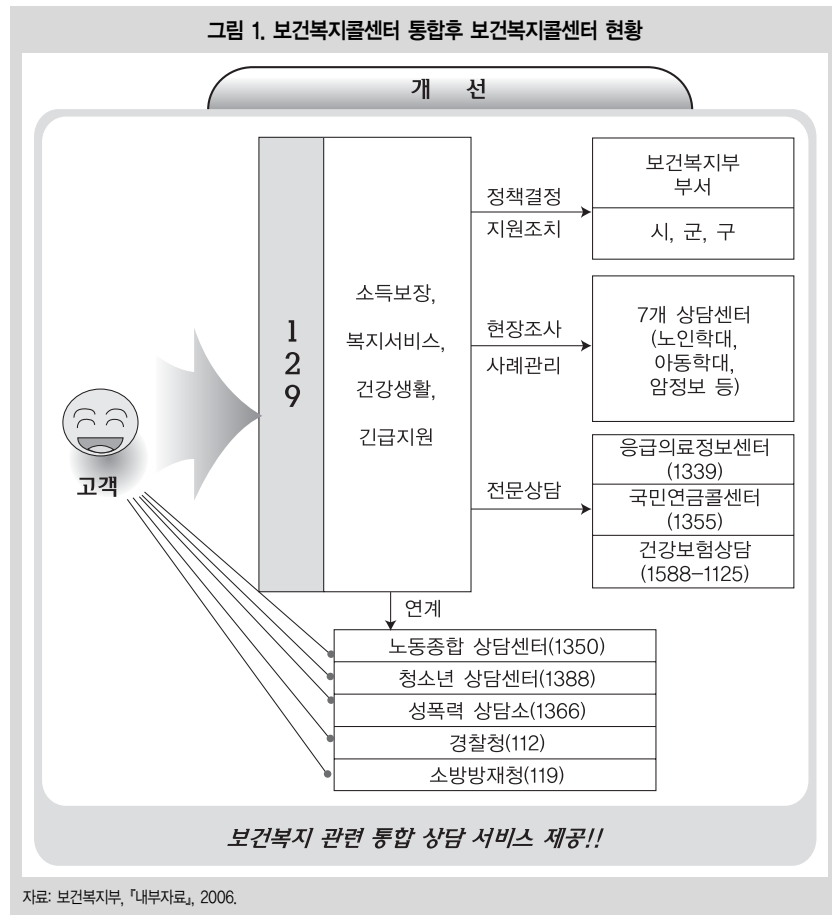 그림 1. 보건복지콜센터 통합후 보건복지콜센터 현황
개 선
1
2
9
소득보장,
복지서비스,
건강생활,
긴급지원
정책결정
지원조치
보건복지부
부서
시, 군, 구
현장조사
사례관리
7개 상담센터
(노인학대,
아동학대,
암정보 등)
전문상담
응급의료정보센터
(1339)
국민연금콜센터
(1355)
건강보험상담
(1588-1125)
고객
연계
노동종합 상담센터(1350)
청소년 상담센터(1388)
성폭력 상담소(1366)
경찰청(112)
소방방재청(119)
보건복지 관련 통합 상담 서비스 제공!!
자료: 보건복지부, 『내부자료』, 2006.